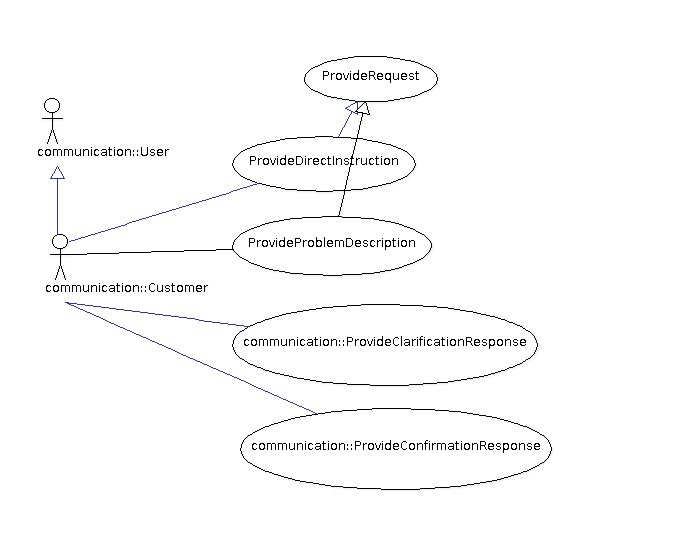 ProvideRequest
communication::User
ProvideDirectInstruction
ProvideProblemDescription
communication::Customer
communication::ProvideClarificationResponse
communication::ProvideConfirmationResponse